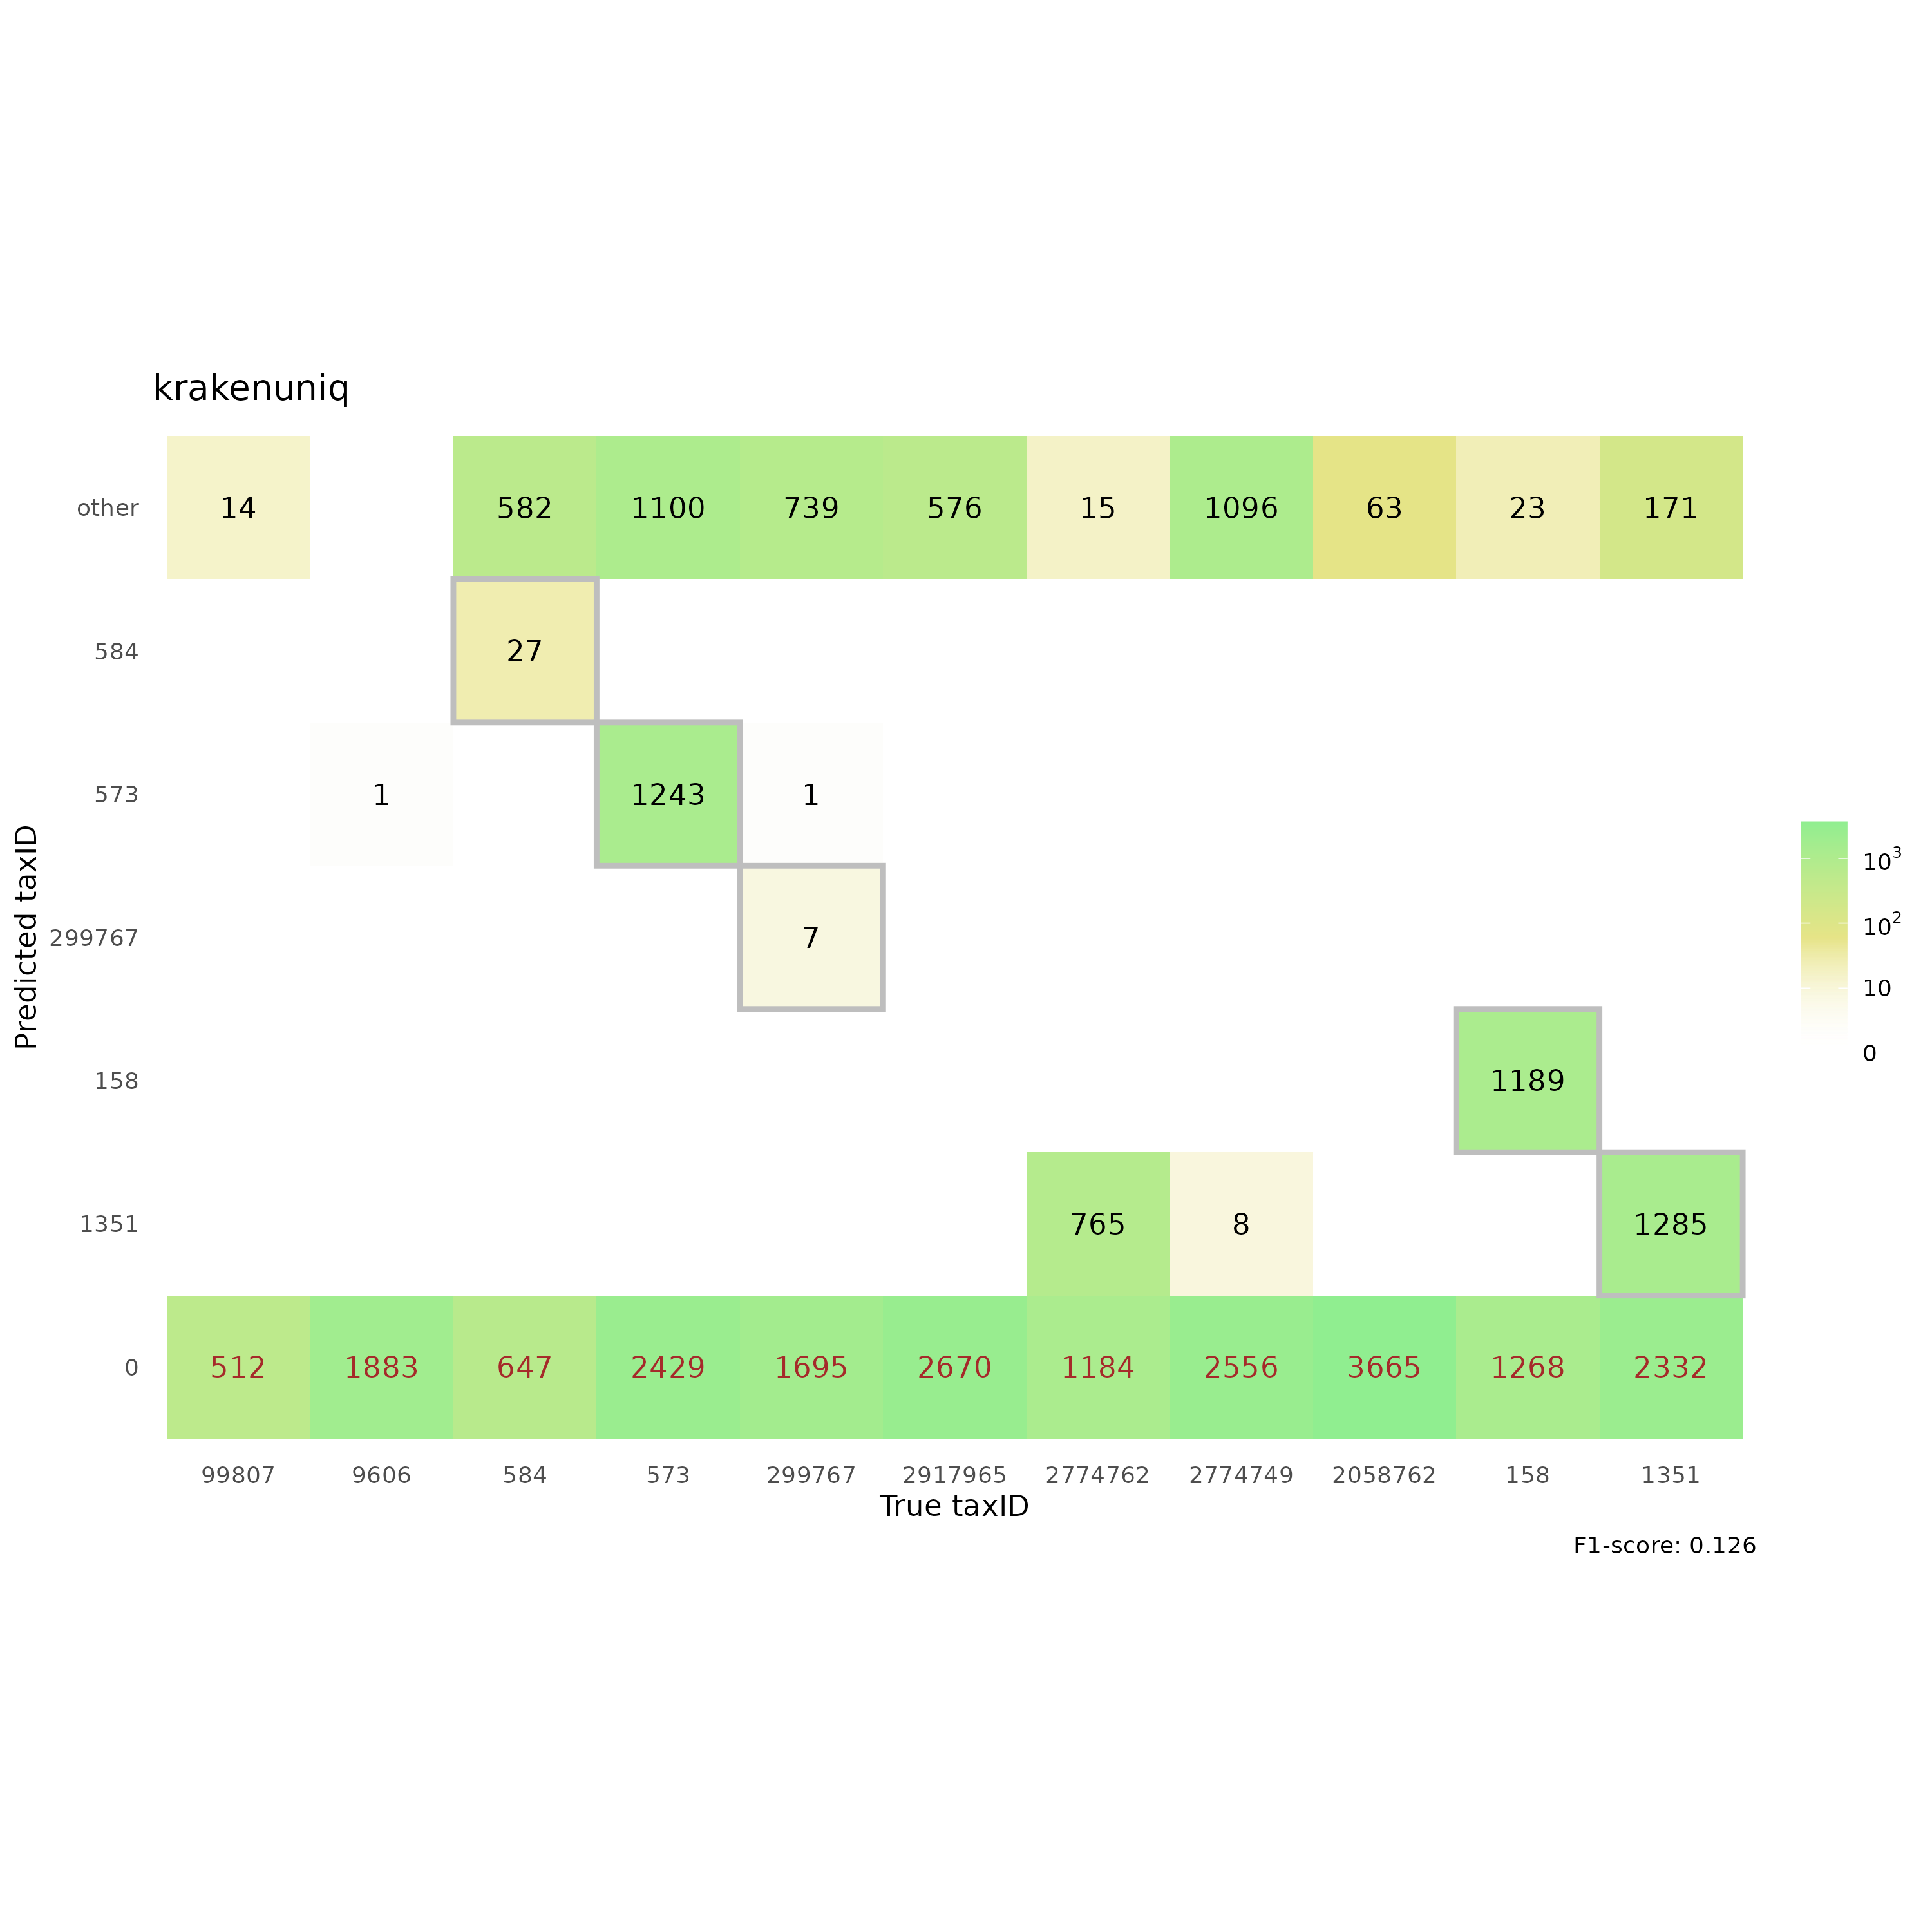 krakenuniq
other 14 582 1100 739 576 15 1096 63 23 171
584 27
573 1 1243 1
299767 7
158 1189
1351 765 8 1285
0 512 1883 647 2429 1695 2670 1184 2556 3665 1268 2332
99807 9606 584 573 299767 2917965 2774762 2774749 2058762 158 1351
True taxID
Predicted taxID
10³
10²
10
0
F1-score: 0.126